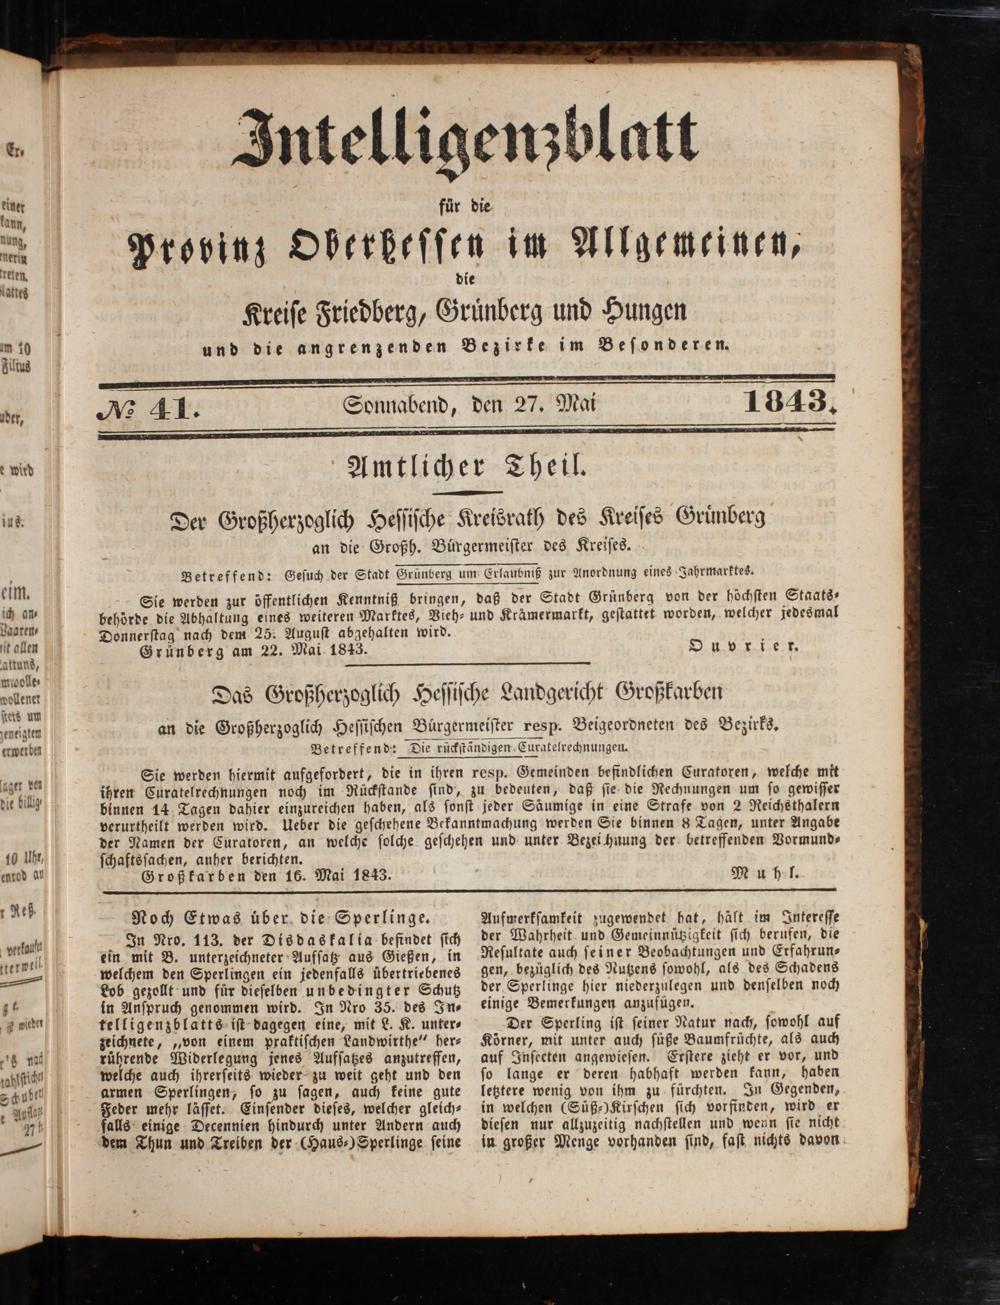 Intelligenzblatt
für die
Provinz Oberhessen im Allgemeinen,
die
Kreise Friedberg, Grünberg und Hungen
und die angrenzenden Bezirke im Besonderen.
№ 41.
Sonnabend, den 27. Mai
1843.
Amtlicher Theil.
Der Großherzoglich Hessische Kreisrath des Kreises Grünberg
an die Großh. Bürgermeister des Kreises.
Betreffend: Gesuch der Stadt Grünberg um Erlaubniß zur Anordnung eines Jahrmarktes.
Sie werden zur öffentlichen Kenntniß bringen, daß der Stadt Grünberg von der höchsten Staats-
behörde die Abhaltung eines weiteren Marktes, Vieh- und Krämermarkt, gestattet worden, welcher jedesmal
Donnerstag nach dem 25. August abgehalten wird.
Grünberg am 22. Mai 1843.
Ouvrier.
Das Großherzoglich Hessische Landgericht Großkarben
an die Großherzoglich Hessischen Bürgermeister resp. Beigeordneten des Bezirks.
Betreffend: Die rückständigen Curatelrechnungen.
Sie werden hiermit aufgefordert, die in ihren resp. Gemeinden befindlichen Curatoren, welche mit
ihren Curatelrechnungen noch im Rückstande sind, zu bedeuten, daß sie die Rechnungen um so gewisser
binnen 14 Tagen dahier einzureichen haben, als sonst jeder Säumige in eine Strafe von 2 Reichsthalern
verurtheilt werden wird. Ueber die geschehene Bekanntmachung werden Sie binnen 8 Tagen, unter Angabe
der Namen der Curatoren, an welche solche geschehen und unter Bezeichnung der betreffenden Vormund-
schaftssachen, anher berichten.
Großkarben den 16. Mai 1843.
Muhl.
Noch Etwas über die Sperlinge.
In Nro. 113. der Disdaskalia befindet sich
ein mit B. unterzeichneter Aufsatz aus Gießen, in
welchem den Sperlingen ein jedenfalls übertriebenes
Lob gezollt und für dieselben unbedingter Schutz
in Anspruch genommen wird. In Nro 35. des In-
telligenzblatts ist dagegen eine, mit L. K. unter-
zeichnete, „von einem praktischen Landwirthe" her-
rührende Widerlegung jenes Aufsatzes anzutreffen,
welche auch ihrerseits wieder zu weit geht und den
armen Sperlingen, so zu sagen, auch keine gute
Feder mehr lässet. Einsender dieses, welcher gleich-
falls einige Decennien hindurch unter Andern auch
dem Thun und Treiben der (Haus-)Sperlinge seine
Aufmerksamkeit zugewendet hat, hält im Interesse
der Wahrheit und Gemeinnützigkeit sich berufen, die
Resultate auch seiner Beobachtungen und Erfahrun-
gen, bezüglich des Nutzens sowohl, als des Schadens
der Sperlinge hier niederzulegen und denselben noch
einige Bemerkungen anzufügen.
Der Sperling ist seiner Natur nach, sowohl auf
Körner, mit unter auch süße Baumfrüchte, als auch
auf Insecten angewiesen. Erstere zieht er vor, und
so lange er deren habhaft werden kann, haben
letztere wenig von ihm zu fürchten. In Gegenden,
in welchen (Süß-)Kirschen sich vorfinden, wird er
diesen nur allzuzeitig nachstellen und wenn sie nicht
in großer Menge vorhanden sind, fast nichts davon